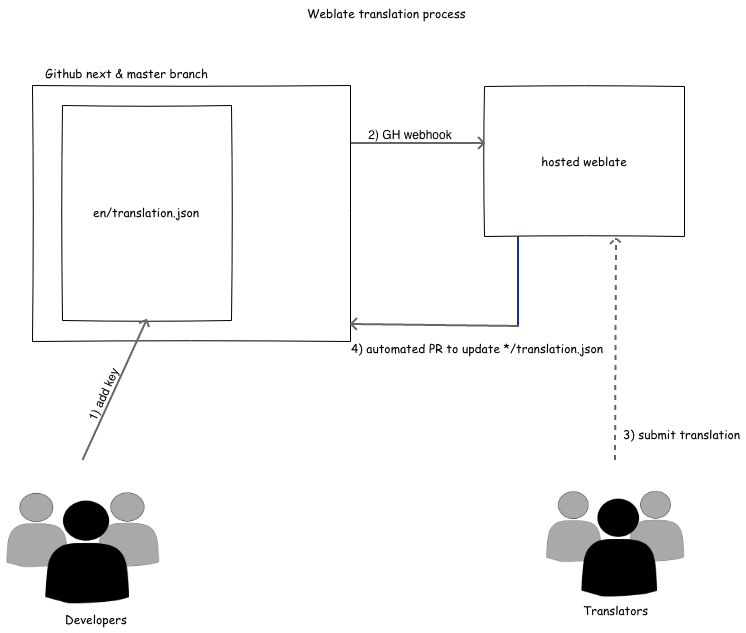 Weblate translation process
Github next & master branch
2) GH webhook
hosted weblate
en/translation.json
4) automated PR to update */translation.json
1) add key
3) submit translation
Developers
Translators